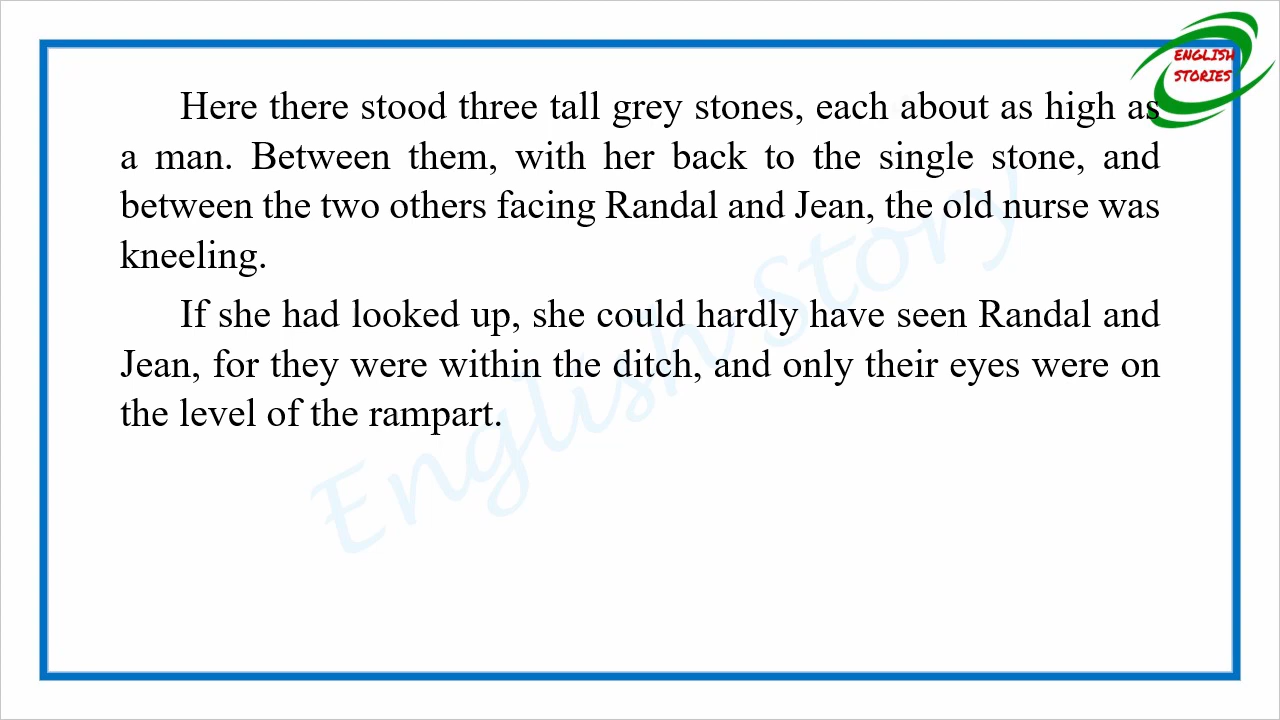 ENGLISH
STORIES
Here there stood three tall grey stones, each about as high as
a man. Between them, with her back to the single stone, and
between the two others facing Randal and Jean, the old nurse was
kneeling.
If she had looked up, she could hardly have seen Randal and
Jean, for they were within the ditch, and only their eyes were on
the level of the rampart.
English Story